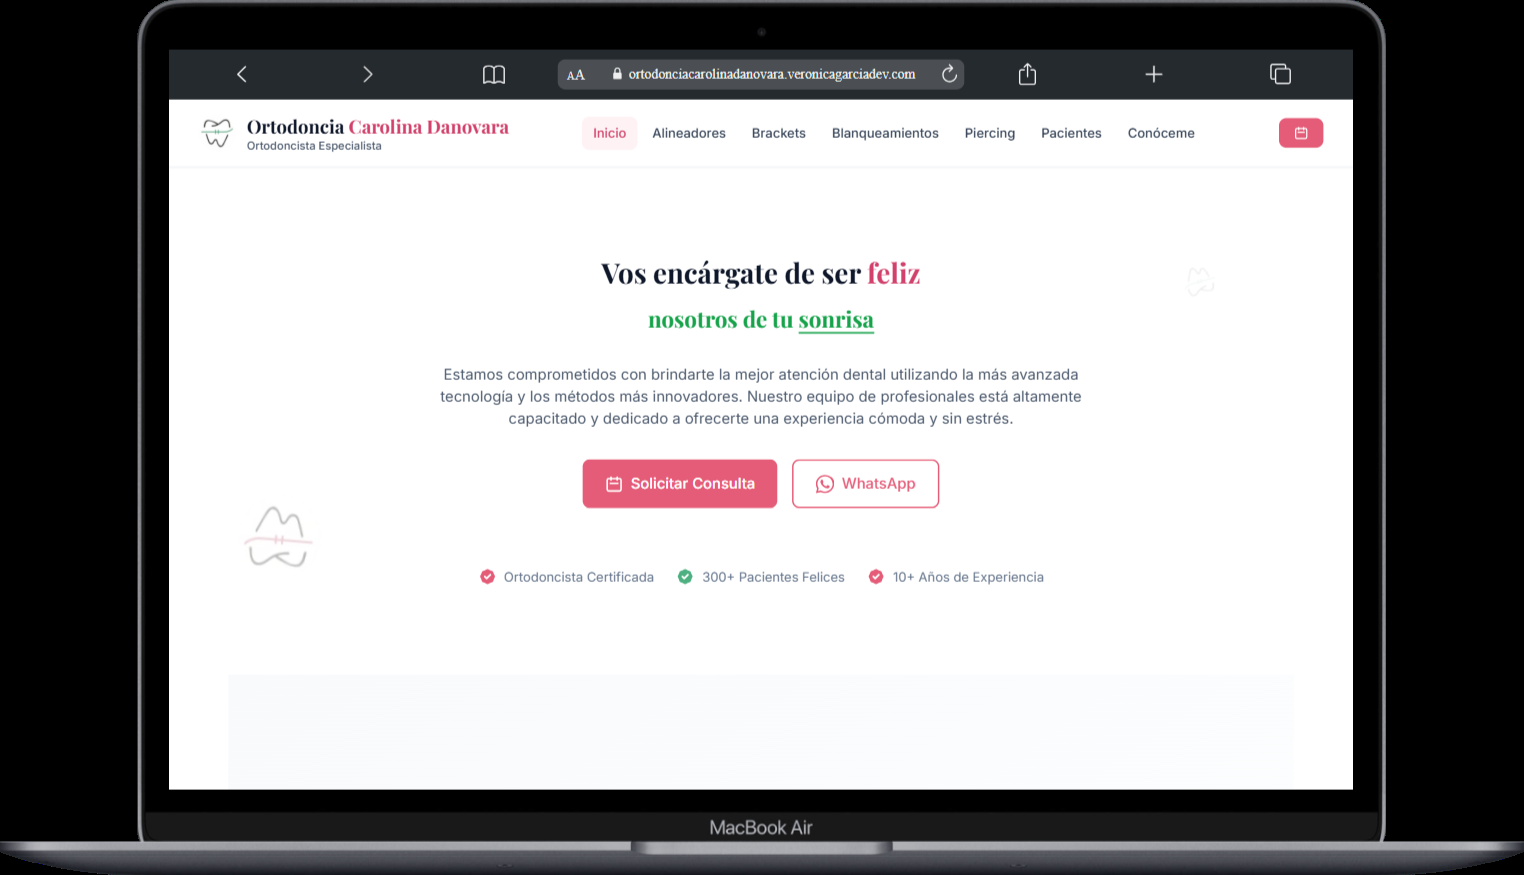 AA ortodonciacarolinadanovara.veronicagarciadev.com
Ortodoncia Carolina Danovara
Ortodoncista Especialista
Inicio Alineadores Brackets Blanqueamientos Piercing Pacientes Conóceme
Vos encárgate de ser feliz
nosotros de tu sonrisa
Estamos comprometidos con brindarte la mejor atención dental utilizando la más avanzada
tecnología y los métodos más innovadores. Nuestro equipo de profesionales está altamente
capacitado y dedicado a ofrecerte una experiencia cómoda y sin estrés.
Solicitar Consulta WhatsApp
Ortodoncista Certificada 300+ Pacientes Felices 10+ Años de Experiencia
MacBook Air